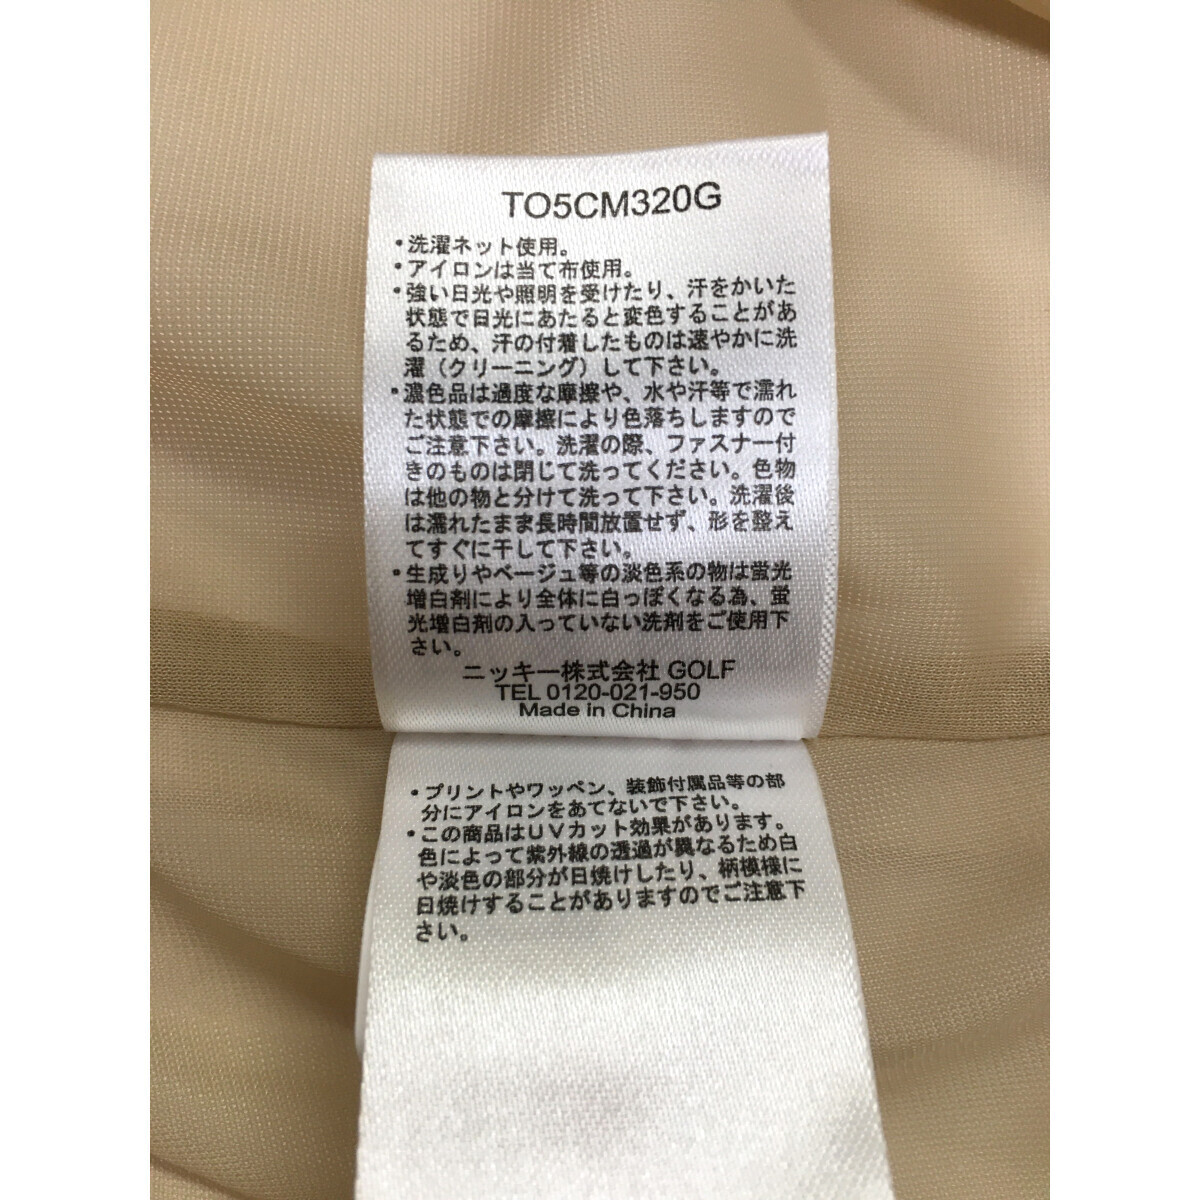 TO5CM320G
・洗濯ネット使用。
・アイロンは当て布使用。
・強い日光や照明を受けたり、汗をかいた
状態で日光にあたると変色することがあ
るため、汗の付着したものは速やかに洗
濯（クリーニング）して下さい。
・濃色品は過度な摩擦や、水や汗等で濡れ
た状態での摩擦により色落ちしますので
ご注意下さい。洗濯の際、ファスナー付
きのものは閉じて洗ってください。色物
は他の物と分けて洗って下さい。洗濯後
は濡れたまま長時間放置せず、形を整え
てすぐに干して下さい。
・生成りやベージュ等の淡色系の物は蛍光
増白剤により全体に白っぽくなる為、蛍
光増白剤の入っていない洗剤をご使用下
さい。
ニッキー株式会社 GOLF
TEL 0120-021-950
Made in China
・プリントやワッペン、装飾付属品等の部
分にアイロンをあてないで下さい。
・この商品はUVカット効果があります。
色によって紫外線の透過が異なるため白
や淡色の部分が日焼けしたり、柄模様に
日焼けすることがありますのでご注意下
さい。